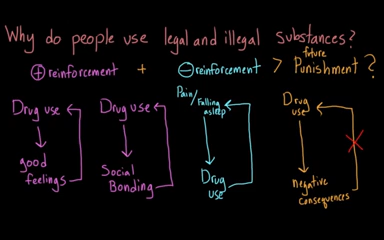 Why do people use legal and illegal substances?
+ reinforcement + - reinforcement > future Punishment ?
Drug use
good feelings
Drug use
Social Bonding
Pain/Falling asleep
Drug use
Drug use
Negative consequences